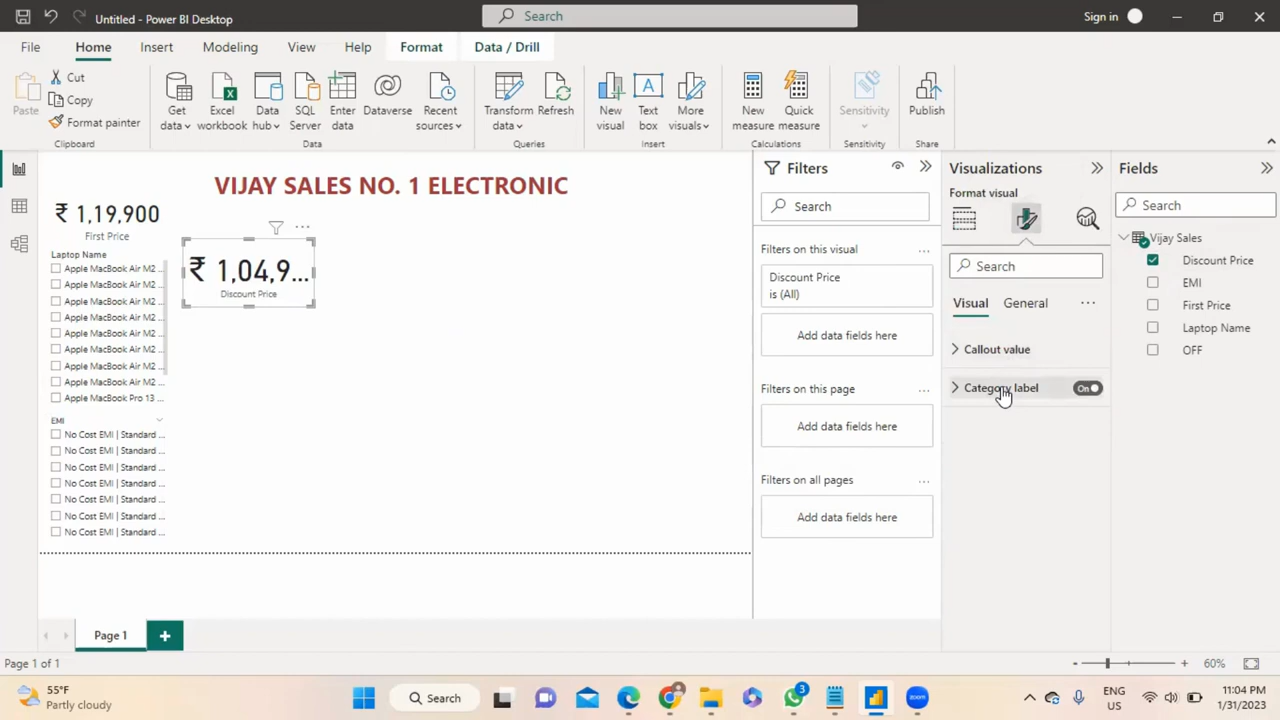 Untitled - Power BI Desktop
Search
Sign in
File
Home
Insert
Modeling
View
Help
Format
Data / Drill
Paste
Cut
Copy
Format painter
Clipboard
Get data
Excel workbook
Data hub
SQL Server
Enter data
Dataverse
Recent sources
Data
Transform data
Refresh
Queries
New visual
Text box
More visuals
Insert
New measure
Quick measure
Calculations
Sensitivity
Sensitivity
Publish
Share
VIJAY SALES NO. 1 ELECTRONIC
₹ 1,19,900
First Price
Laptop Name
Apple MacBook Air M2 ...
Apple MacBook Air M2 ...
Apple MacBook Air M2 ...
Apple MacBook Air M2 ...
Apple MacBook Air M2 ...
Apple MacBook Air M2 ...
Apple MacBook Air M2 ...
Apple MacBook Air M2 ...
Apple MacBook Pro 13 ...
EMI
No Cost EMI | Standard ...
No Cost EMI | Standard ...
No Cost EMI | Standard ...
No Cost EMI | Standard ...
No Cost EMI | Standard ...
No Cost EMI | Standard ...
No Cost EMI | Standard ...
₹ 1,04,9...
Discount Price
Filters
Search
Filters on this visual
Discount Price
is (All)
Add data fields here
Filters on this page
Add data fields here
Filters on all pages
Add data fields here
Visualizations
Format visual
Search
Visual
General
Callout value
Category label
On
Fields
Search
Vijay Sales
Discount Price
EMI
First Price
Laptop Name
OFF
Page 1
Page 1 of 1
60%
55°F
Partly cloudy
Search
3
ENG
US
11:04 PM
1/31/2023